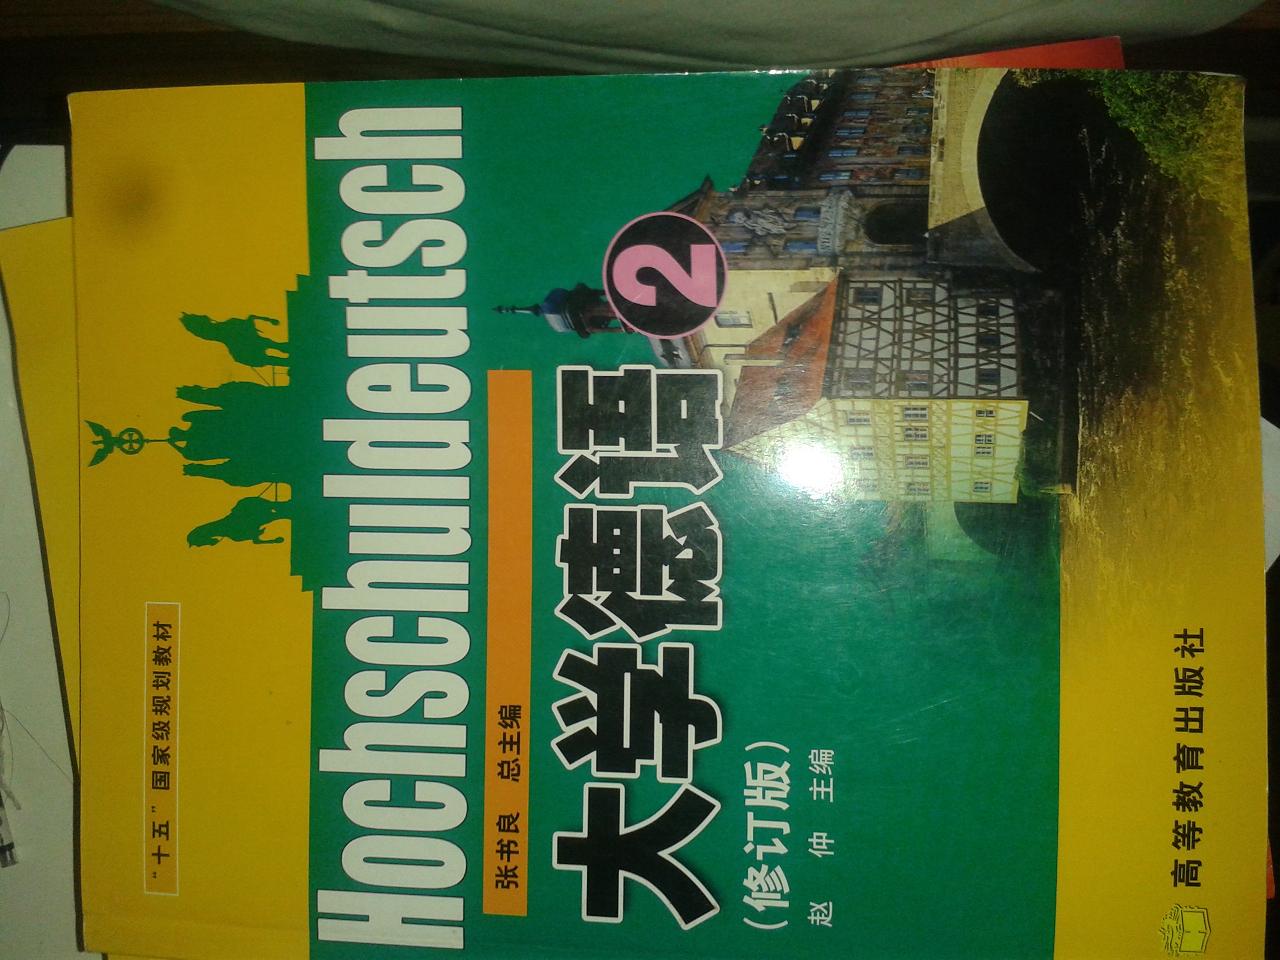 “十五”国家级规划教材
Hochschuldeutsch
张书良 总主编
大学德语
2
（修订版）
赵 仲 主编
高等教育出版社